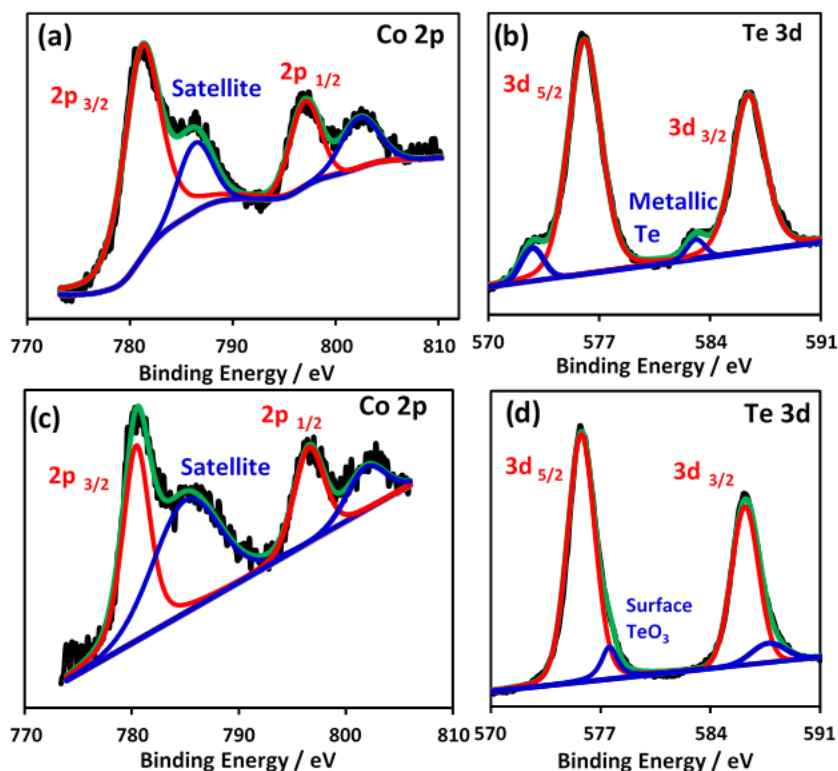 (a)
Co 2p
2p 3/2
Satellite
2p 1/2
770
780
790
800
810
Binding Energy / eV
(b)
Te 3d
3d 5/2
3d 3/2
Metallic
Te
570
577
584
591
Binding Energy / eV
(c)
Co 2p
2p 3/2
Satellite
2p 1/2
770
780
790
800
810
Binding Energy / eV
(d)
Te 3d
3d 5/2
3d 3/2
Surface
TeO3
570
577
584
591
Binding Energy / eV